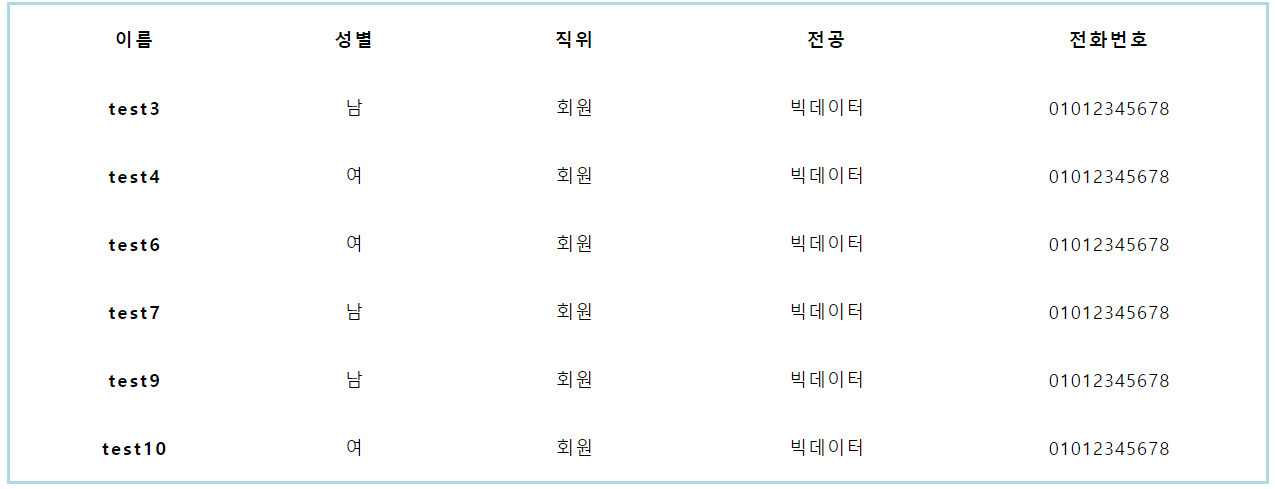 이름 성별 직위 전공 전화번호
test3 남 회원 빅데이터 01012345678
test4 여 회원 빅데이터 01012345678
test6 여 회원 빅데이터 01012345678
test7 남 회원 빅데이터 01012345678
test9 남 회원 빅데이터 01012345678
test10 여 회원 빅데이터 01012345678